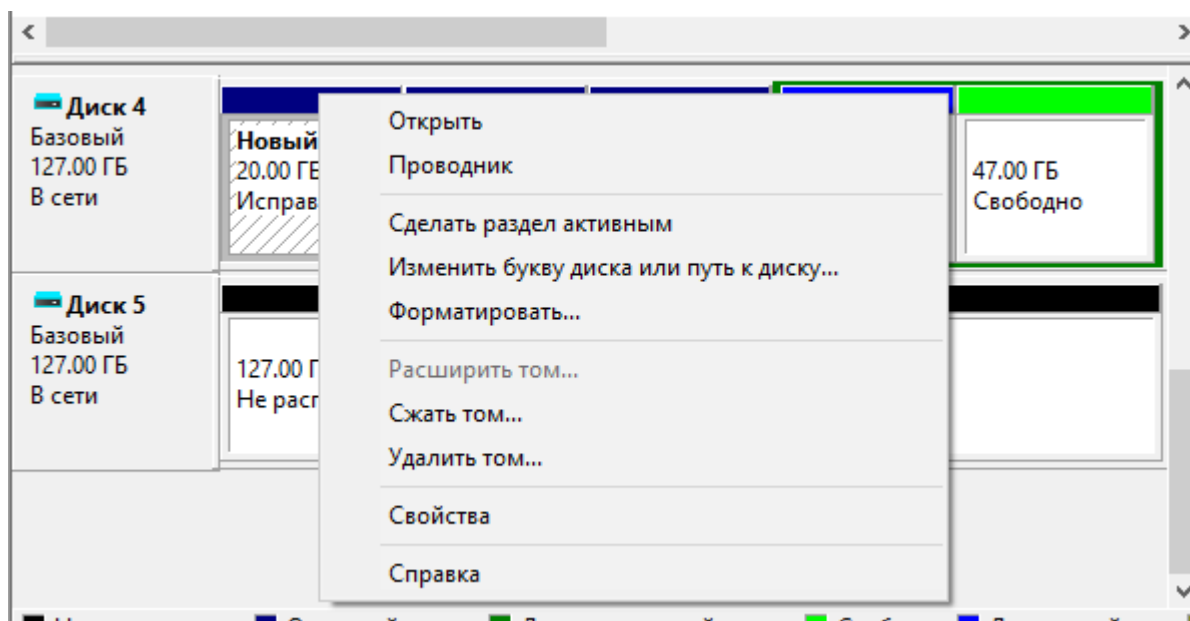 Диск 4
Базовый
127.00 ГБ
В сети
Новый
20.00 ГБ
Исправ
47.00 ГБ
Свободно
Диск 5
Базовый
127.00 ГБ
В сети
127.00 Г
Не расп
Открыть
Проводник
Сделать раздел активным
Изменить букву диска или путь к диску...
Форматировать...
Расширить том...
Сжать том...
Удалить том...
Свойства
Справка